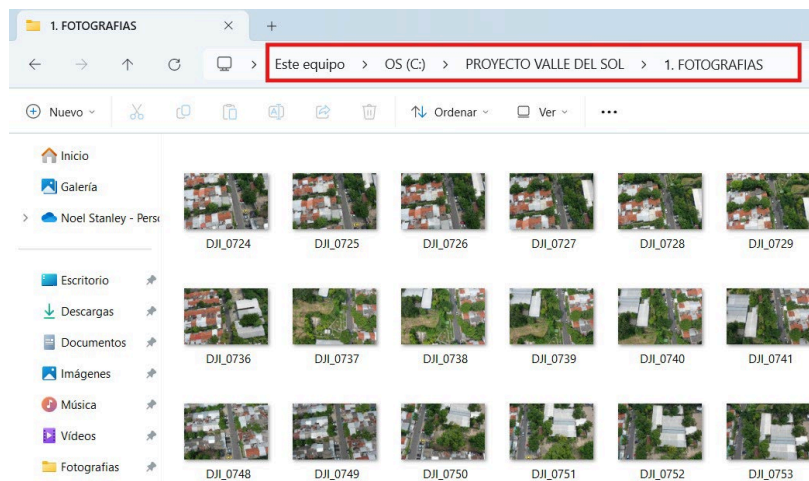 1. FOTOGRAFIAS
Este equipo > OS (C:) > PROYECTO VALLE DEL SOL > 1. FOTOGRAFIAS
Nuevo Ordenar Ver
Inicio
Galería
Noel Stanley - Perso
DJI_0724 DJI_0725 DJI_0726 DJI_0727 DJI_0728 DJI_0729
Escritorio
Descargas
Documentos
DJI_0736 DJI_0737 DJI_0738 DJI_0739 DJI_0740 DJI_0741
Imágenes
Música
Vídeos
Fotografias
DJI_0748 DJI_0749 DJI_0750 DJI_0751 DJI_0752 DJI_0753